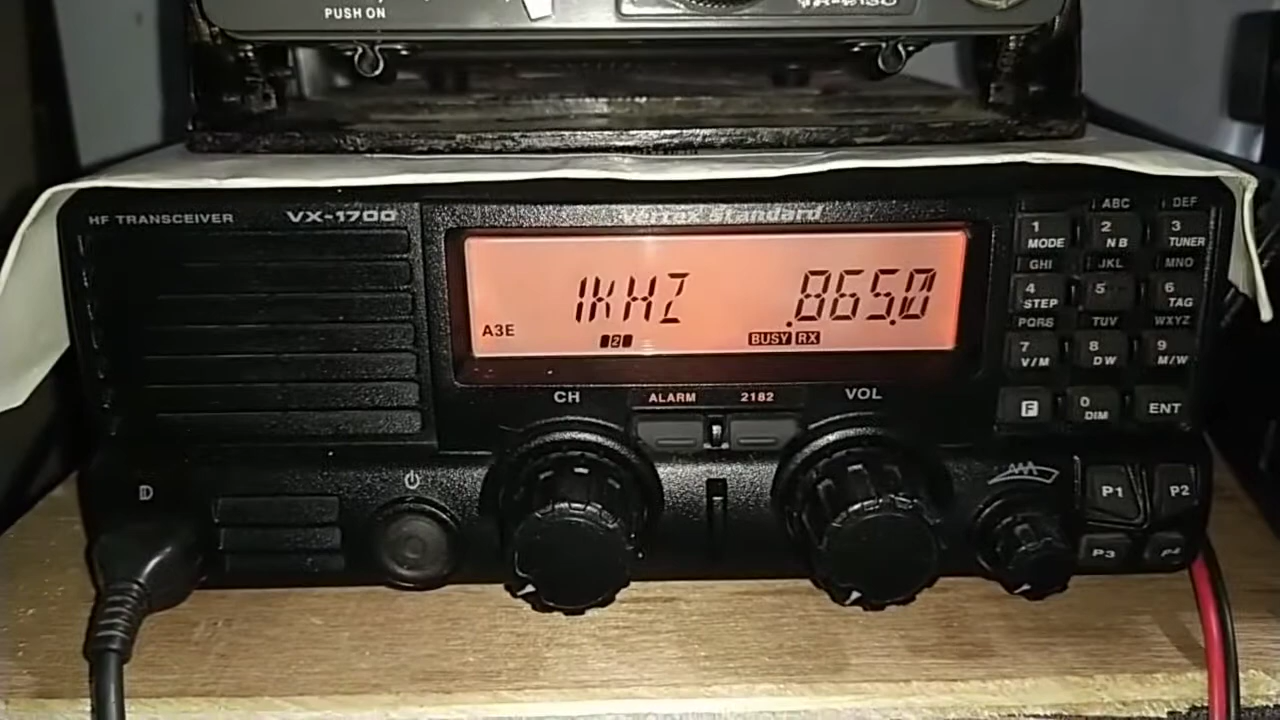 PUSH ON
HF TRANSCEIVER
VX-1700
Vertex Standard
1KHZ
.865.0
A3E
2
BUSY RX
CH
ALARM
2182
VOL
ABC
DEF
1
MODE
2
NB
3
TUNER
GHI
JKL
MNO
4
STEP
5
6
TAG
PQRS
TUV
WXYZ
7
V/M
8
DW
9
M/W
F
0
DIM
ENT
P1
P2
P3
P4